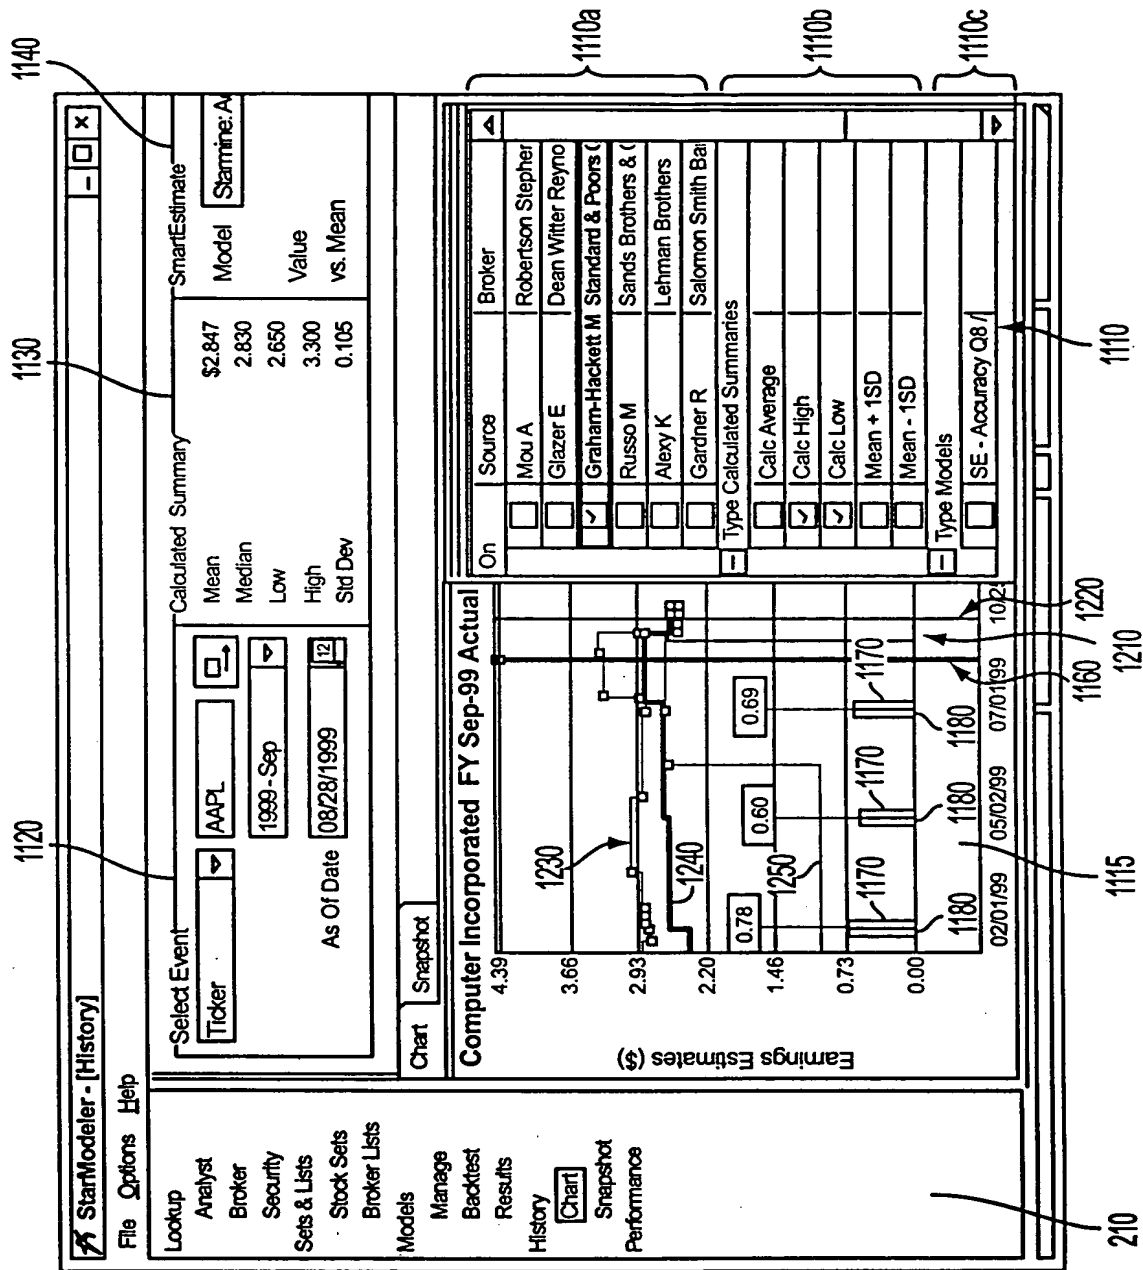 1120
1130
1140
StarModeler - [History]
File Options Help
Lookup
Analyst
Broker
Security
Sets & Lists
Stock Sets
Broker Lists
Models
Manage
Backtest
Results
History
Chart
Snapshot
Performance
210
Select Event
Ticker
AAPL
1999 - Sep
As Of Date 08/28/1999
12
Calculated Summary
Mean $2.847
Median 2.830
Low 2.650
High 3.300
Std Dev 0.105
SmartEstimate
Model Starmine: A
Value
vs. Mean
Chart Snapshot
Computer Incorporated FY Sep-99 Actual
Earnings Estimates ($)
4.39
3.66
2.93
2.20
1.46
0.73
0.00
1230
1240
1250
0.78
0.60
0.69
1170
1170
1170
1180
1180
1180
02/01/99 05/02/99 07/01/99 10/2
1115
1160
1210
1220
On Source Broker
Mou A Robertson Stepher
Glazer E Dean Witter Reyno
Graham-Hackett M Standard & Poors (
Russo M Sands Brothers & (
Alexy K Lehman Brothers
Gardner R Salomon Smith Ba
Type Calculated Summaries
Calc Average
Calc High
Calc Low
Mean + 1SD
Mean - 1SD
Type Models
SE - Accuracy Q8 /
1110
1110a
1110b
1110c